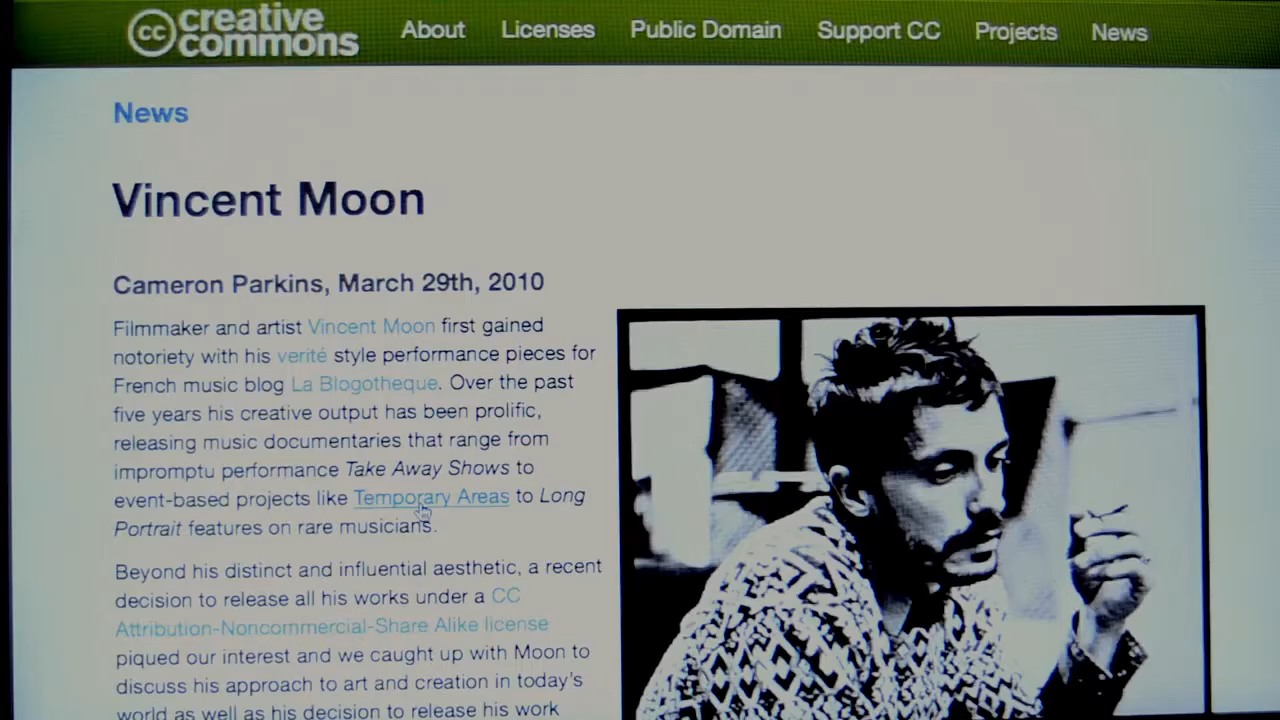 cc creative commons
About Licenses Public Domain Support CC Projects News
News
Vincent Moon
Cameron Parkins, March 29th, 2010
Filmmaker and artist Vincent Moon first gained
notoriety with his verité style performance pieces for
French music blog La Blogotheque. Over the past
five years his creative output has been prolific,
releasing music documentaries that range from
impromptu performance Take Away Shows to
event-based projects like Temporary Areas to Long
Portrait features on rare musicians.
Beyond his distinct and influential aesthetic, a recent
decision to release all his works under a CC
Attribution-Noncommercial-Share Alike license
piqued our interest and we caught up with Moon to
discuss his approach to art and creation in today's
world as well as his decision to release his work